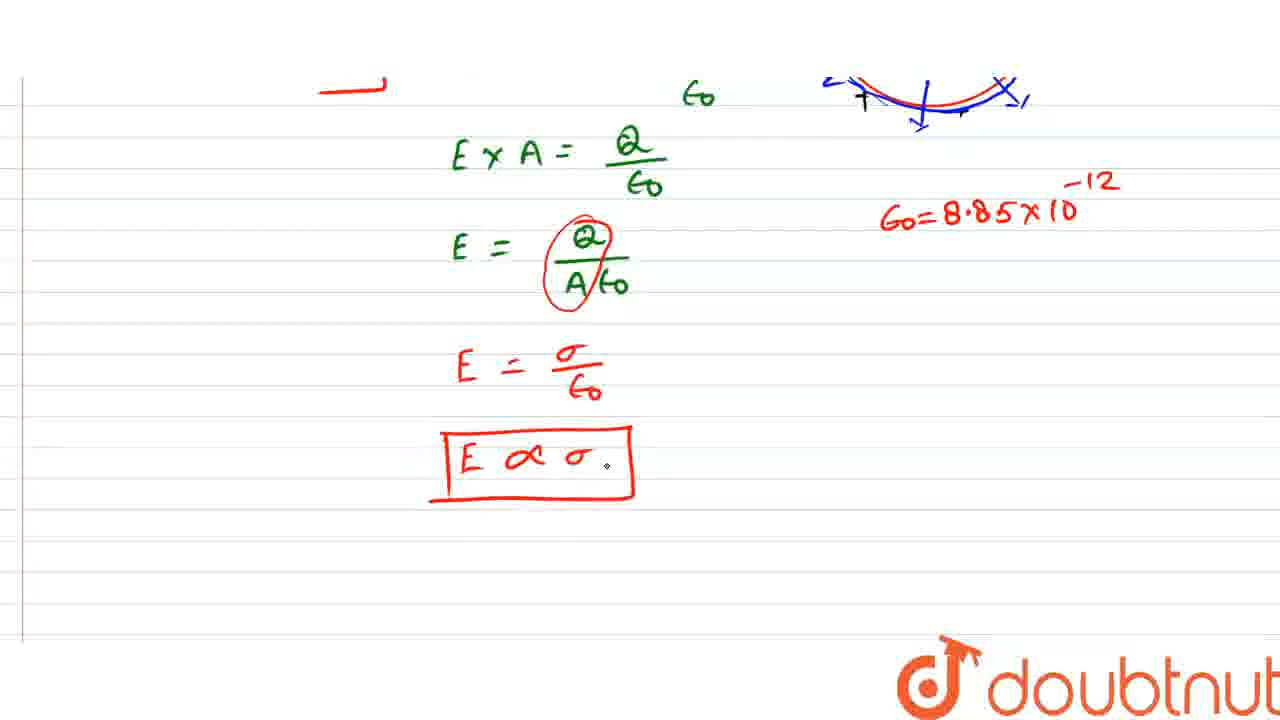 ϵ₀
E × A = Q/ϵ₀
ϵ₀ = 8.85 × 10⁻¹²
E = Q/Aϵ₀
E = σ/ϵ₀
E ∝ σ
doubtnut